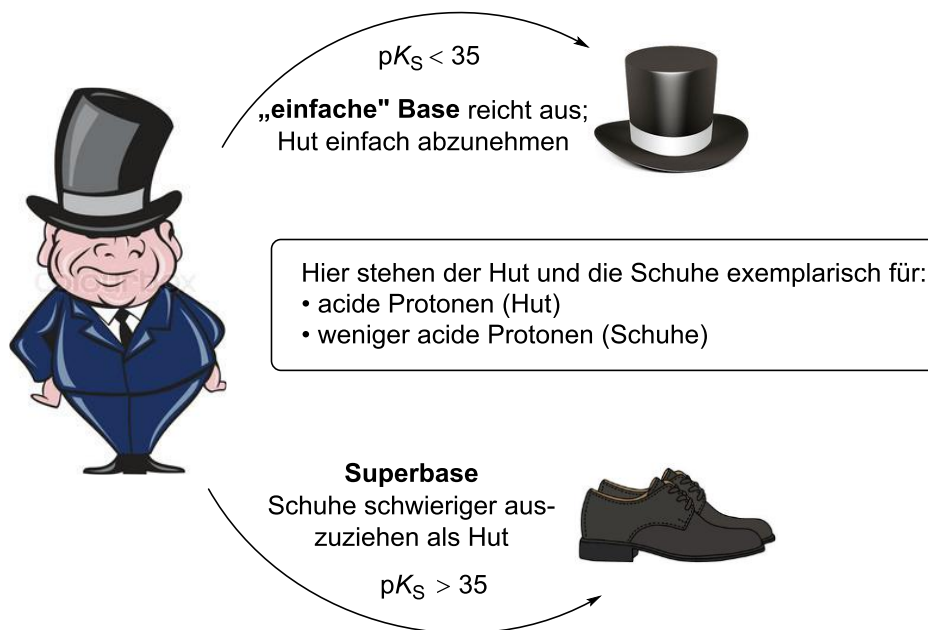 pKS < 35
„einfache" Base reicht aus;
Hut einfach abzunehmen
Hier stehen der Hut und die Schuhe exemplarisch für:
• acide Protonen (Hut)
• weniger acide Protonen (Schuhe)
Superbase
Schuhe schwieriger aus-
zuziehen als Hut
pKS > 35